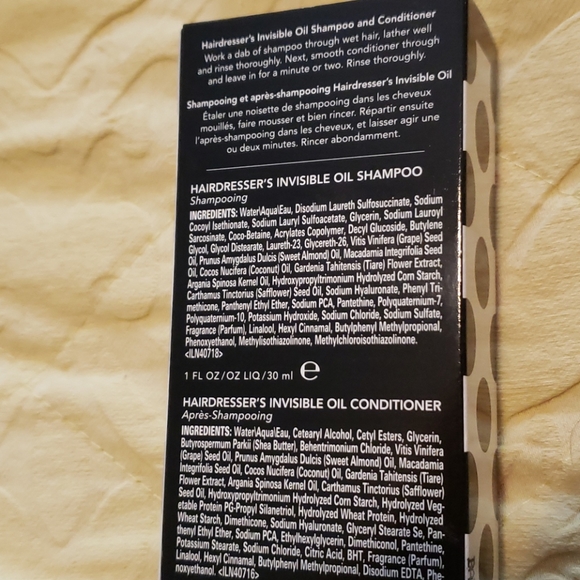 Hairdresser's Invisible Oil Shampoo and Conditioner
Work a dab of shampoo through wet hair, lather well
and rinse thoroughly. Next, smooth conditioner through
and leave in for a minute or two. Rinse thoroughly.
Shampooing et après-shampooing Hairdresser's Invisible Oil
Étaler une noisette de shampooing dans les cheveux
mouillés, faire mousser et bien rincer. Répartir ensuite
l'après-shampooing dans les cheveux, et laisser agir une
ou deux minutes. Rincer abondamment.
HAIRDRESSER'S INVISIBLE OIL SHAMPOO
Shampooing
INGREDIENTS: Water\Aqua\Eau, Disodium Laureth Sulfosuccinate, Sodium
Cocoyl Isethionate, Sodium Lauryl Sulfoacetate, Glycerin, Sodium Lauroyl
Sarcosinate, Coco-Betaine, Acrylates Copolymer, Decyl Glucoside, Butylene
Glycol, Glycol Distearate, Laureth-23, Glycereth-26, Vitis Vinifera (Grape) Seed
Oil, Prunus Amygdalus Dulcis (Sweet Almond) Oil, Macadamia Integrifolia Seed
Oil, Cocos Nucifera (Coconut) Oil, Gardenia Tahitensis (Tiare) Flower Extract,
Argania Spinosa Kernel Oil, Hydroxypropyltrimonium Hydrolyzed Corn Starch,
Carthamus Tinctorius (Safflower) Seed Oil, Sodium Hyaluronate, Phenyl Tri-
methicone, Panthenyl Ethyl Ether, Sodium PCA, Pantethine, Polyquaternium-7,
Polyquaternium-10, Potassium Hydroxide, Sodium Chloride, Sodium Sulfate,
Fragrance (Parfum), Linalool, Hexyl Cinnamal, Butylphenyl Methylpropional,
Phenoxyethanol, Methylisothiazolinone, Methylchloroisothiazolinone.
<ILN40718>
1 FL OZ/OZ LIQ/30 ml ℮
HAIRDRESSER'S INVISIBLE OIL CONDITIONER
Après-Shampooing
INGREDIENTS: Water\Aqua\Eau, Cetearyl Alcohol, Cetyl Esters, Glycerin,
Butyrospermum Parkii (Shea Butter), Behentrimonium Chloride, Vitis Vinifera
(Grape) Seed Oil, Prunus Amygdalus Dulcis (Sweet Almond) Oil, Macadamia
Integrifolia Seed Oil, Cocos Nucifera (Coconut) Oil, Gardenia Tahitensis (Tiare)
Flower Extract, Argania Spinosa Kernel Oil, Carthamus Tinctorius (Safflower)
Seed Oil, Hydroxypropyltrimonium Hydrolyzed Corn Starch, Hydrolyzed Veg-
etable Protein PG-Propyl Silanetriol, Hydrolyzed Wheat Protein, Hydrolyzed
Wheat Starch, Dimethicone, Sodium Hyaluronate, Glyceryl Stearate Se, Pan-
thenyl Ethyl Ether, Sodium PCA, Ethylhexylglycerin, Dimethiconol, Pantethine,
Potassium Stearate, Sodium Chloride, Citric Acid, BHT, Fragrance (Parfum),
Linalool, Hexyl Cinnamal, Butylphenyl Methylpropional, Disodium EDTA, Phe-
noxyethanol. <ILN40719>